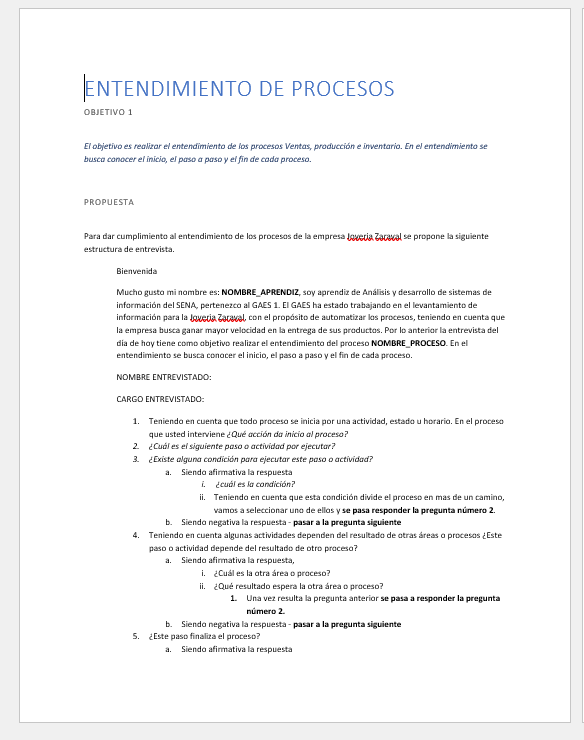 ENTENDIMIENTO DE PROCESOS
OBJETIVO 1
El objetivo es realizar el entendimiento de los procesos Ventas, producción e inventario. En el entendimiento se
busca conocer el inicio, el paso a paso y el fin de cada proceso.
PROPUESTA
Para dar cumplimiento al entendimiento de los procesos de la empresa Joyeria Zaraval se propone la siguiente
estructura de entrevista.
Bienvenida
Mucho gusto mi nombre es: NOMBRE_APRENDIZ, soy aprendiz de Análisis y desarrollo de sistemas de
información del SENA, pertenezco al GAES 1. El GAES ha estado trabajando en el levantamiento de
información para la Joyeria Zaraval, con el propósito de automatizar los procesos, teniendo en cuenta que
la empresa busca ganar mayor velocidad en la entrega de sus productos. Por lo anterior la entrevista del
día de hoy tiene como objetivo realizar el entendimiento del proceso NOMBRE_PROCESO. En el
entendimiento se busca conocer el inicio, el paso a paso y el fin de cada proceso.
NOMBRE ENTREVISTADO:
CARGO ENTREVISTADO:
1. Teniendo en cuenta que todo proceso se inicia por una actividad, estado u horario. En el proceso
que usted interviene ¿Qué acción da inicio al proceso?
2. ¿Cuál es el siguiente paso o actividad por ejecutar?
3. ¿Existe alguna condición para ejecutar este paso o actividad?
a. Siendo afirmativa la respuesta
i. ¿cuál es la condición?
ii. Teniendo en cuenta que esta condición divide el proceso en mas de un camino,
vamos a seleccionar uno de ellos y se pasa responder la pregunta número 2.
b. Siendo negativa la respuesta - pasar a la pregunta siguiente
4. Teniendo en cuenta algunas actividades dependen del resultado de otras áreas o procesos ¿Este
paso o actividad depende del resultado de otro proceso?
a. Siendo afirmativa la respuesta,
i. ¿Cuál es la otra área o proceso?
ii. ¿Qué resultado espera la otra área o proceso?
1. Una vez resulta la pregunta anterior se pasa a responder la pregunta
número 2.
b. Siendo negativa la respuesta - pasar a la pregunta siguiente
5. ¿Este paso finaliza el proceso?
a. Siendo afirmativa la respuesta